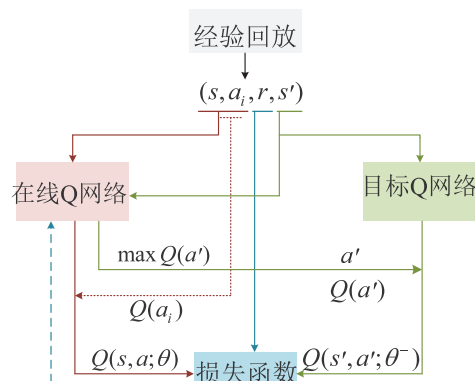 经验回放
(s, a_i, r, s′)
在线Q网络
目标Q网络
max Q(a′)
a′
Q(a_i)
Q(a′)
Q(s, a; θ)
损失函数
Q(s′, a′; θ⁻)